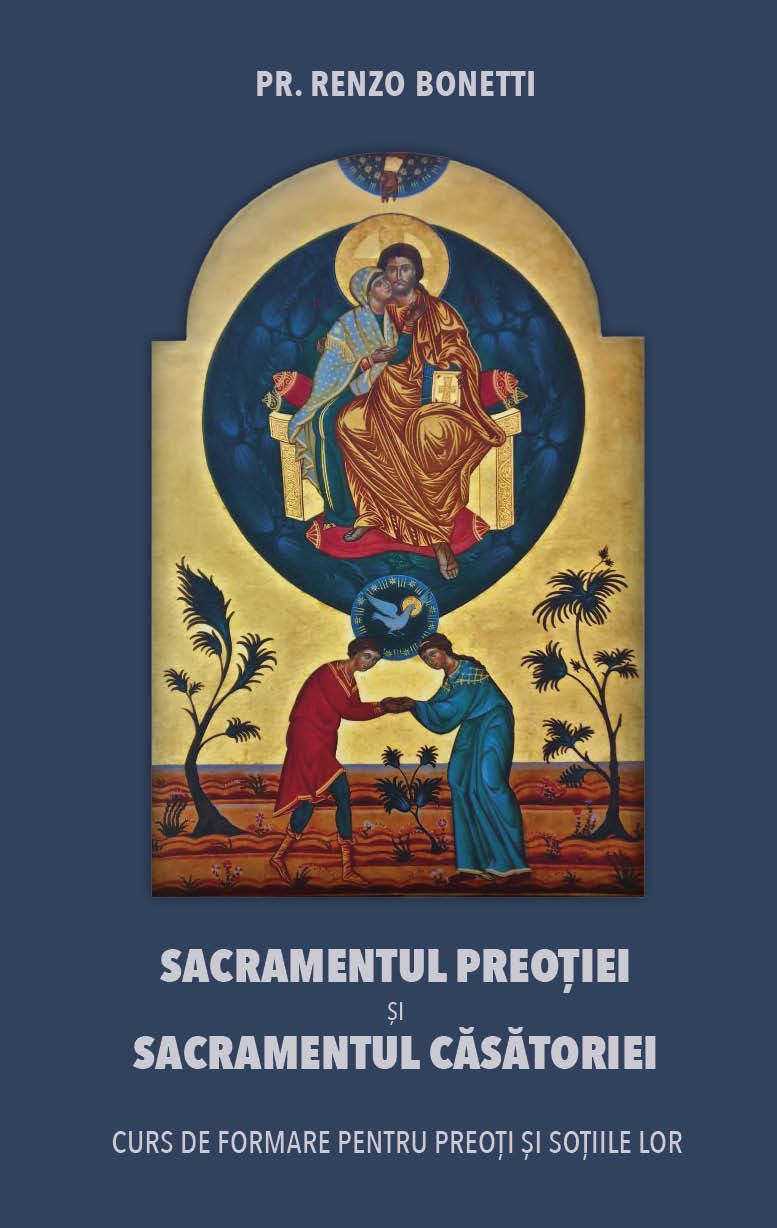 PR. RENZO BONETTI
SACRAMENTUL PREOȚIEI
ȘI
SACRAMENTUL CĂSĂTORIEI
CURS DE FORMARE PENTRU PREOȚI ȘI SOȚIILE LOR